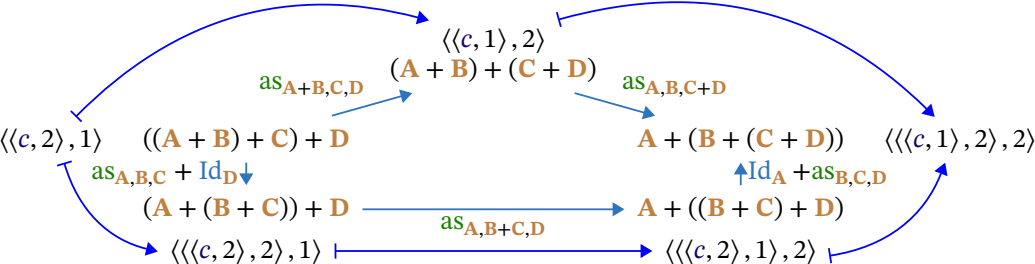 ⟨⟨c, 1⟩ , 2⟩
(A + B) + (C + D)
as_{A+B,C,D} as_{A,B,C+D}
⟨⟨c, 2⟩ , 1⟩ ((A + B) + C) + D A + (B + (C + D)) ⟨⟨⟨c, 1⟩ , 2⟩ , 2⟩
as_{A,B,C} + Id_D Id_A +as_{B,C,D}
(A + (B + C)) + D A + ((B + C) + D)
as_{A,B+C,D}
⟨⟨⟨c, 2⟩ , 2⟩ , 1⟩ ⟨⟨⟨c, 2⟩ , 1⟩ , 2⟩